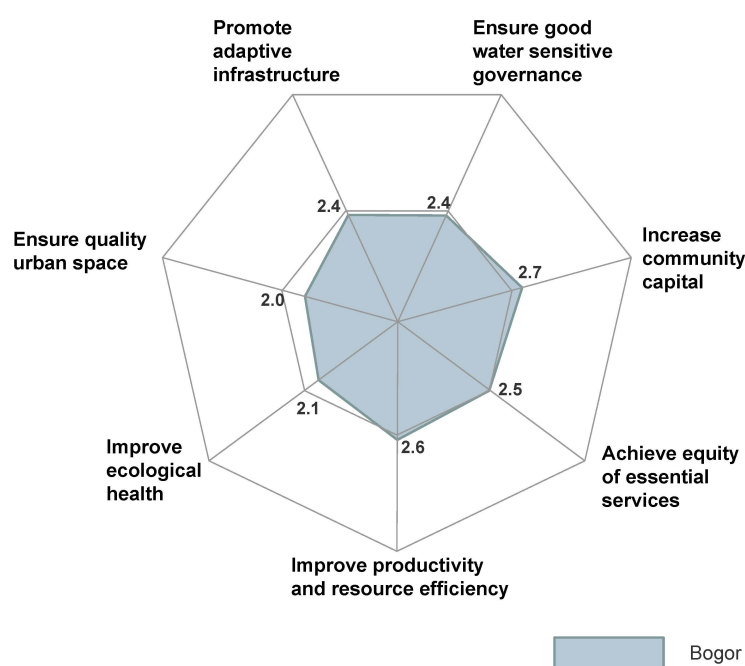 Promote
adaptive
infrastructure
Ensure good
water sensitive
governance
2.4
2.4
Ensure quality
urban space
Increase
community
capital
2.7
2.0
2.5
2.1
Improve
ecological
health
2.6
Achieve equity
of essential
services
Improve productivity
and resource efficiency
Bogor